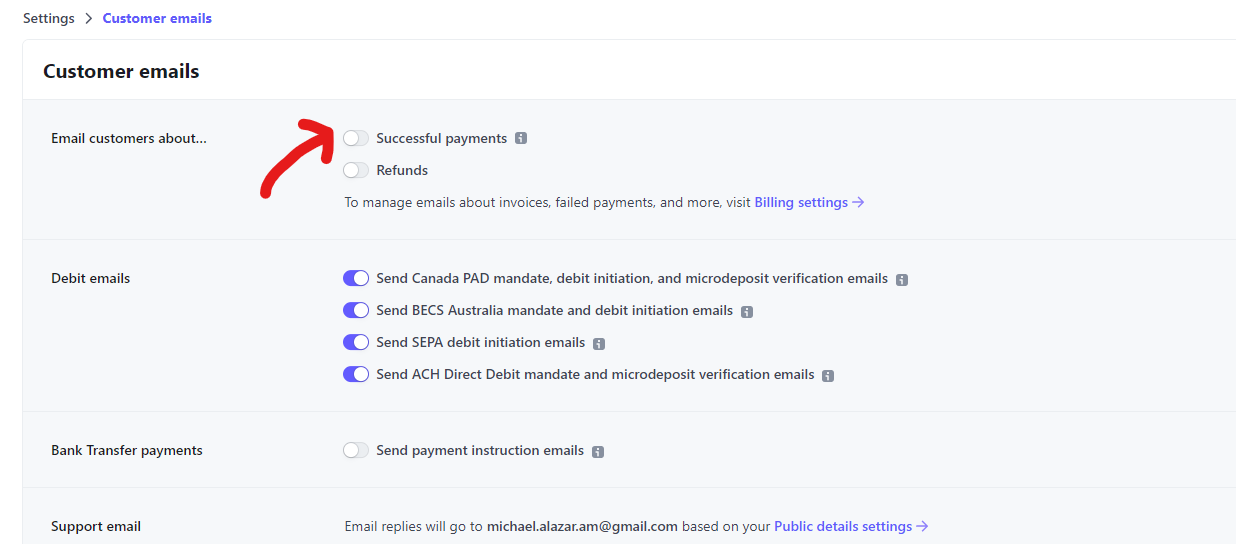 Settings > Customer emails
Customer emails
Email customers about...
Successful payments
Refunds
To manage emails about invoices, failed payments, and more, visit Billing settings →
Debit emails
Send Canada PAD mandate, debit initiation, and microdeposit verification emails
Send BECS Australia mandate and debit initiation emails
Send SEPA debit initiation emails
Send ACH Direct Debit mandate and microdeposit verification emails
Bank Transfer payments
Send payment instruction emails
Support email
Email replies will go to michael.alazar.am@gmail.com based on your Public details settings →